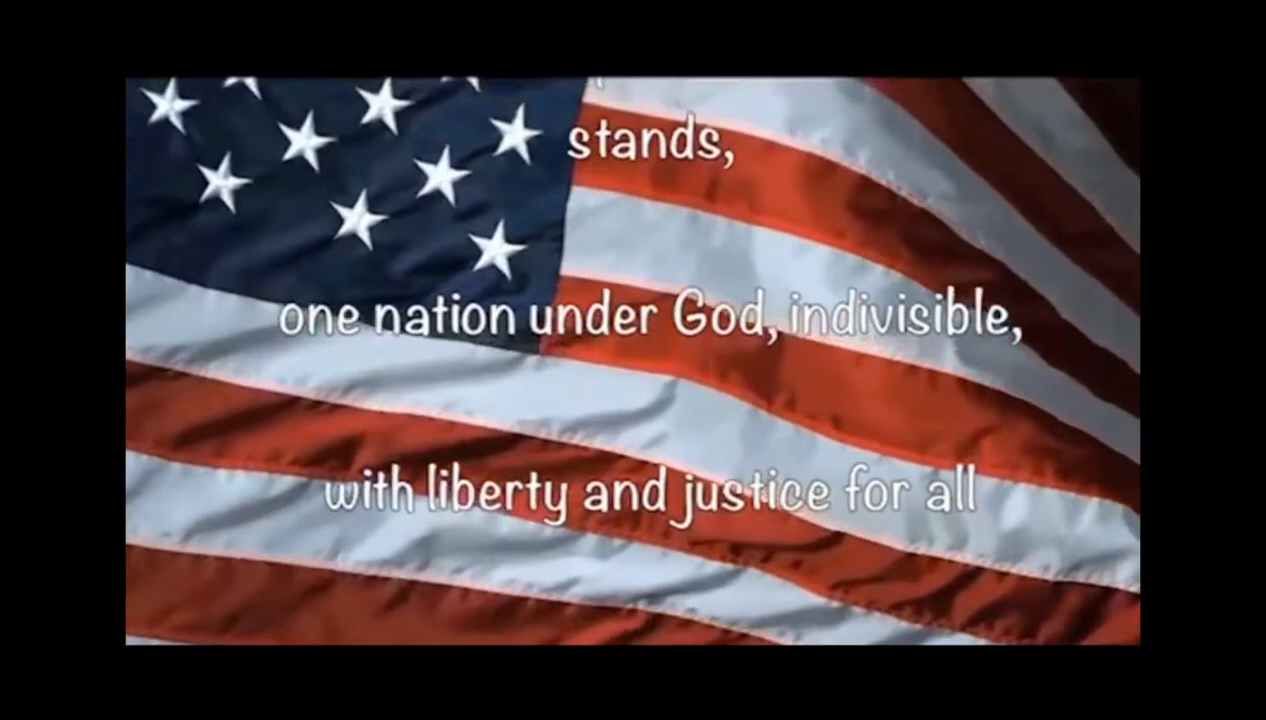 stands,
one nation under God, indivisible,
with liberty and justice for all